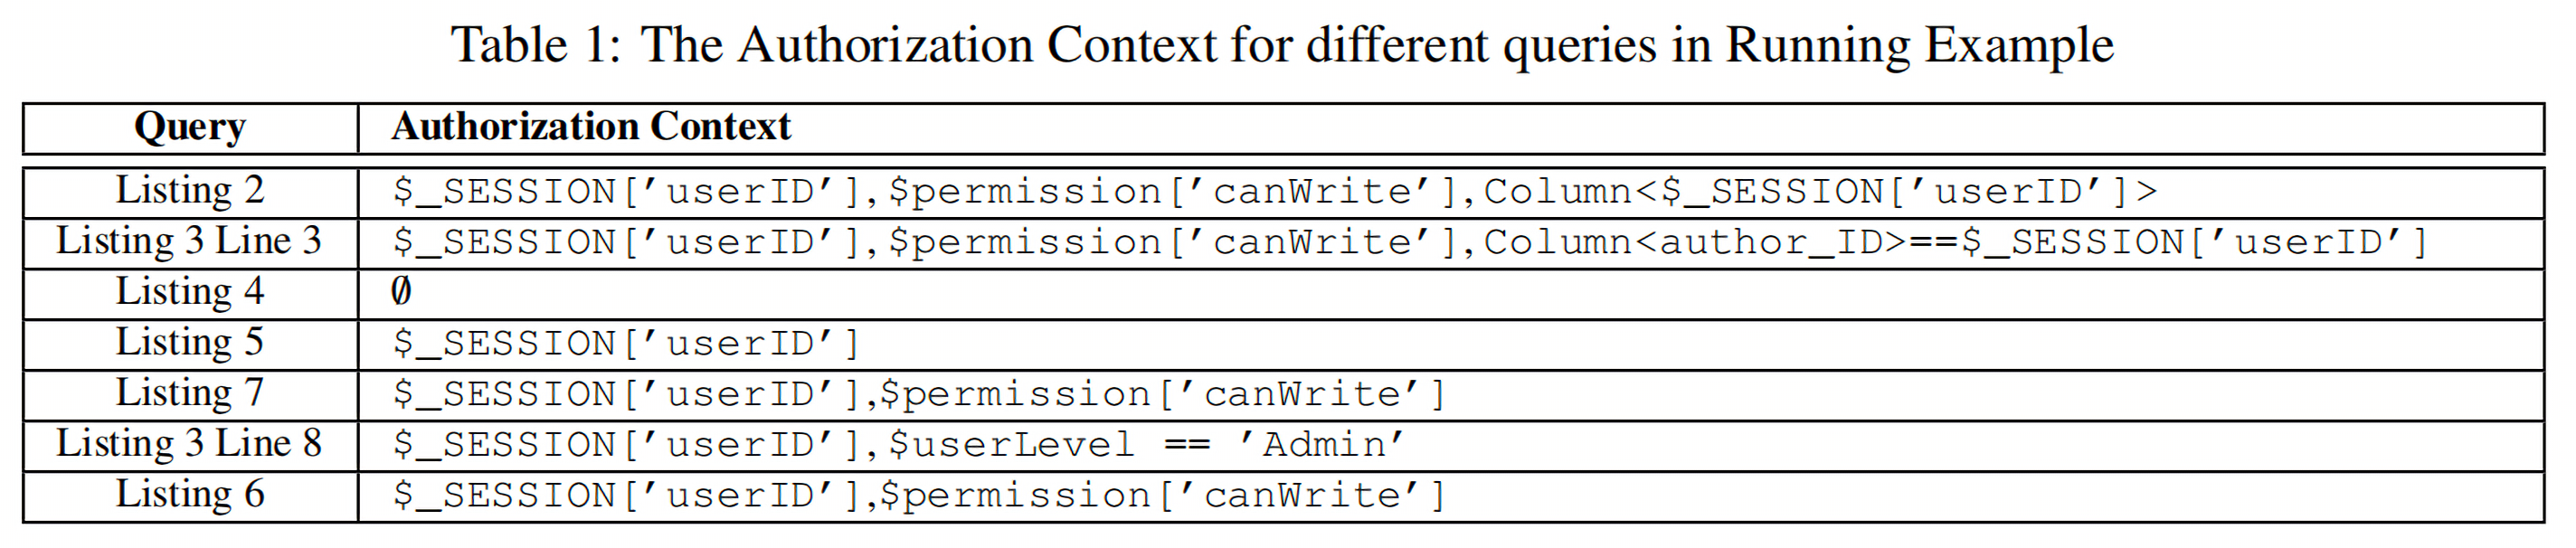 Table 1: The Authorization Context for different queries in Running Example
Query Authorization Context
Listing 2 $_SESSION['userID'],$permission['canWrite'],Column<$_SESSION['userID']>
Listing 3 Line 3 $_SESSION['userID'],$permission['canWrite'],Column<author_ID>==$_SESSION['userID']
Listing 4 ∅
Listing 5 $_SESSION['userID']
Listing 7 $_SESSION['userID'],$permission['canWrite']
Listing 3 Line 8 $_SESSION['userID'],$userLevel == 'Admin'
Listing 6 $_SESSION['userID'],$permission['canWrite']